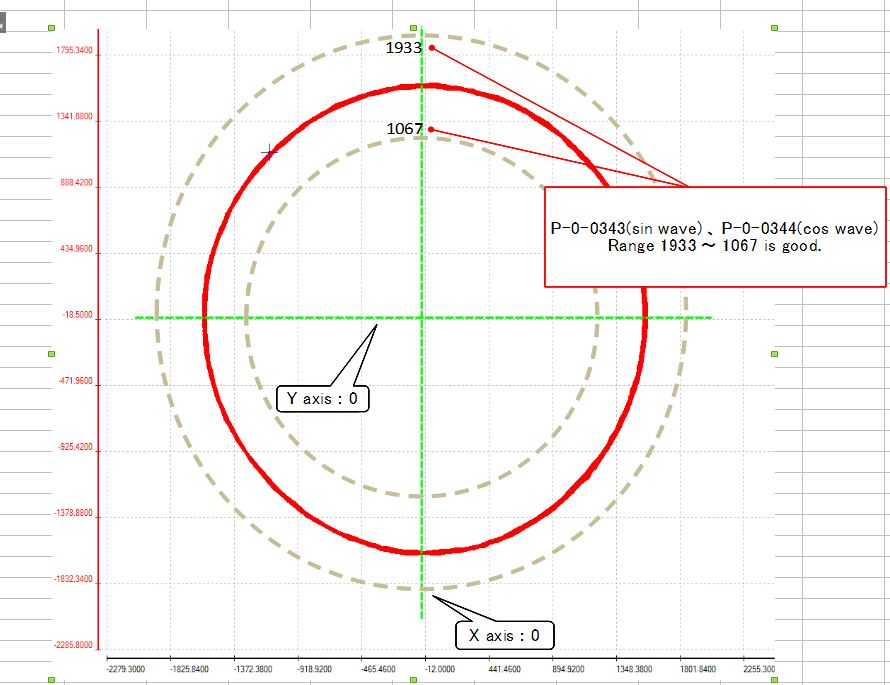 1933
1067
P-0-0343(sin wave)、P-0-0344(cos wave)
Range 1933 ～ 1067 is good.
Y axis : 0
X axis : 0
1795.3400
1341.8800
888.4200
434.9600
-18.5000
-471.9600
-925.4200
-1378.8800
-1832.3400
-2285.8000
-2279.3000 -1825.8400 -1372.3800 -918.9200 -465.4600 -12.0000 441.4600 894.9200 1348.3800 1801.8400 2255.300